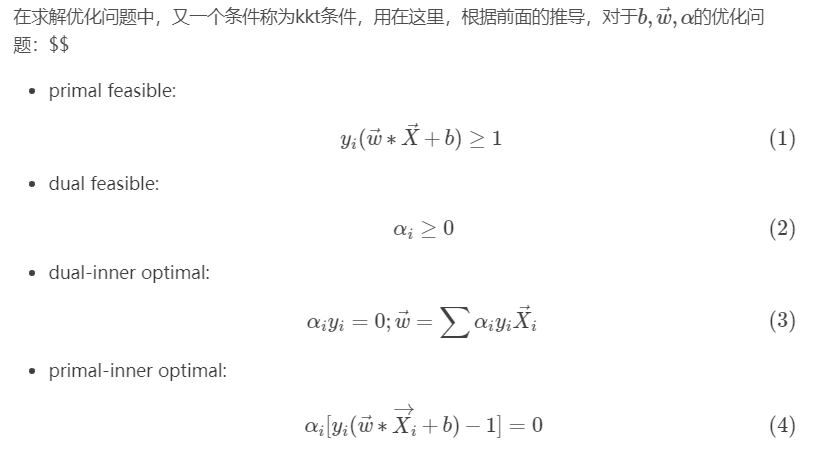 在求解优化问题中，又一个条件称为kkt条件，用在这里，根据前面的推导，对于$b, \vec{w}, \alpha$的优化问
题：$$
• primal feasible:
$y_i(\vec{w} * \vec{X} + b) \geq 1$ (1)
• dual feasible:
$\alpha_i \geq 0$ (2)
• dual-inner optimal:
$\alpha_i y_i = 0; \vec{w} = \sum \alpha_i y_i \vec{X}_i$ (3)
• primal-inner optimal:
$\alpha_i[y_i(\vec{w} * \overrightarrow{X_i} + b) - 1] = 0$ (4)